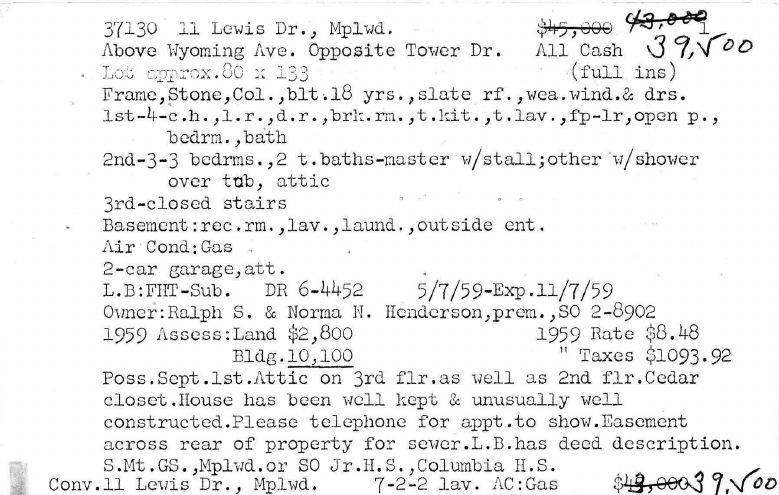 37130 11 Lewis Dr., Mplwd. $45,000 43,000 1
Above Wyoming Ave. Opposite Tower Dr. All Cash 39,500
Lot approx.80 x 133 (full ins)
Frame,Stone,Col.,blt.18 yrs.,slate rf.,wea.wind.& drs.
1st-4-c.h.,l.r.,d.r.,brk.rm.,t.kit.,t.lav.,fp-lr,open p.,
bedrm.,bath
2nd-3-3 bedrms.,2 t.baths-master w/stall;other w/shower
over tub, attic
3rd-closed stairs
Basement:rec.rm.,lav.,laund.,outside ent.
Air Cond:Gas
2-car garage,att.
L.B:FHT-Sub. DR 6-4452 5/7/59-Exp.11/7/59
Owner:Ralph S. & Norma N. Henderson,prem.,SO 2-8902
1959 Assess:Land $2,800 1959 Rate $8.48
Bldg.10,100 " Taxes $1093.92
Poss.Sept.1st.Attic on 3rd flr.as well as 2nd flr.Cedar
closet.House has been well kept & unusually well
constructed.Please telephone for appt.to show.Easement
across rear of property for sewer.L.B.has deed description.
S.Mt.GS.,Mplwd.or SO Jr.H.S.,Columbia H.S.
Conv.11 Lewis Dr., Mplwd. 7-2-2 lav. AC:Gas 39,500